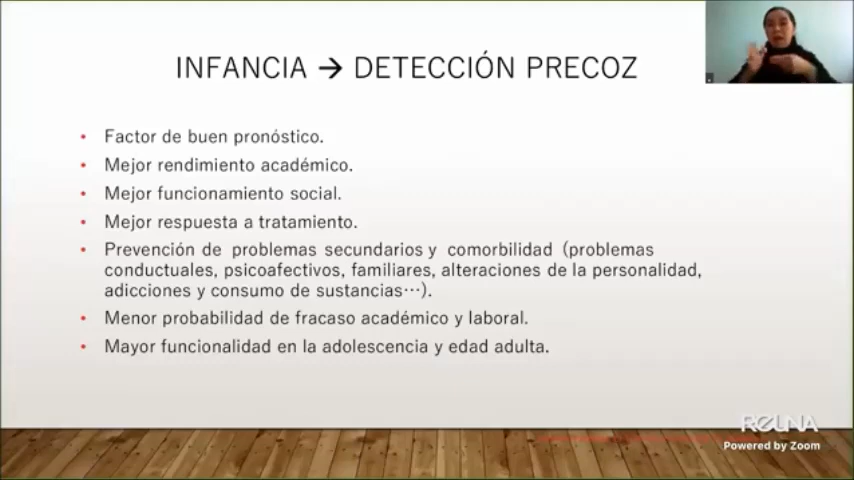 INFANCIA → DETECCIÓN PRECOZ
• Factor de buen pronóstico.
• Mejor rendimiento académico.
• Mejor funcionamiento social.
• Mejor respuesta a tratamiento.
• Prevención de problemas secundarios y comorbilidad (problemas
conductuales, psicoafectivos, familiares, alteraciones de la personalidad,
adicciones y consumo de sustancias…).
• Menor probabilidad de fracaso académico y laboral.
• Mayor funcionalidad en la adolescencia y edad adulta.
REUNA
Powered by Zoom